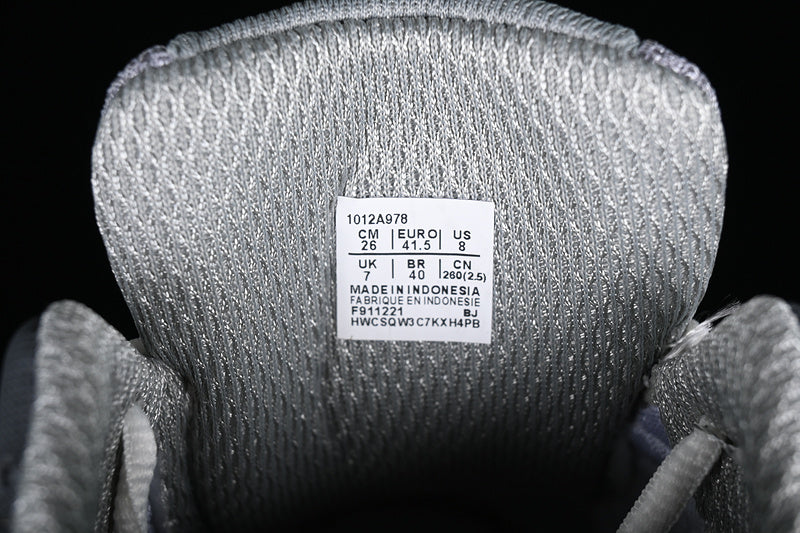 1012A978
CM EURO US
26 41.5 8
UK BR CN
7 40 260(2.5)
MADE IN INDONESIA
FABRIQUE EN INDONESIE
F911221 BJ
HWCSQW3C7KXH4PB